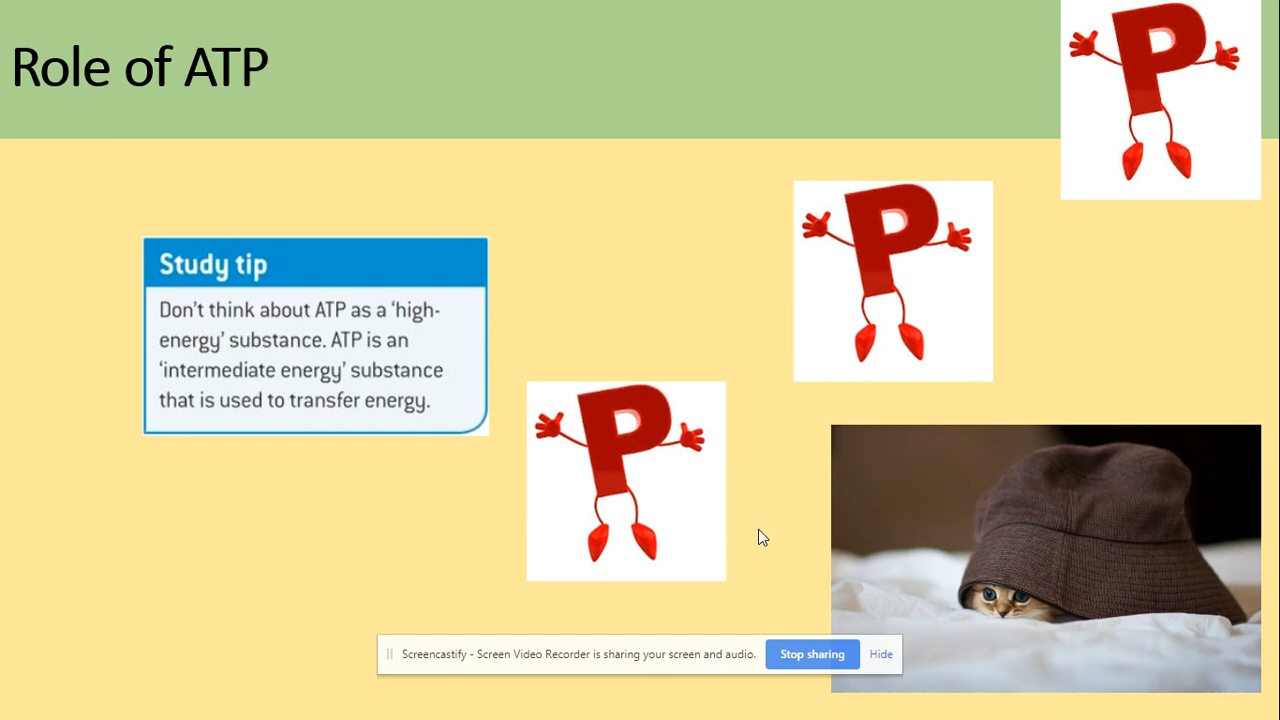 Role of ATP
P
P
Study tip
Don't think about ATP as a 'high-
energy' substance. ATP is an
'intermediate energy' substance
that is used to transfer energy.
P
Screencastify - Screen Video Recorder is sharing your screen and audio. Stop sharing Hide